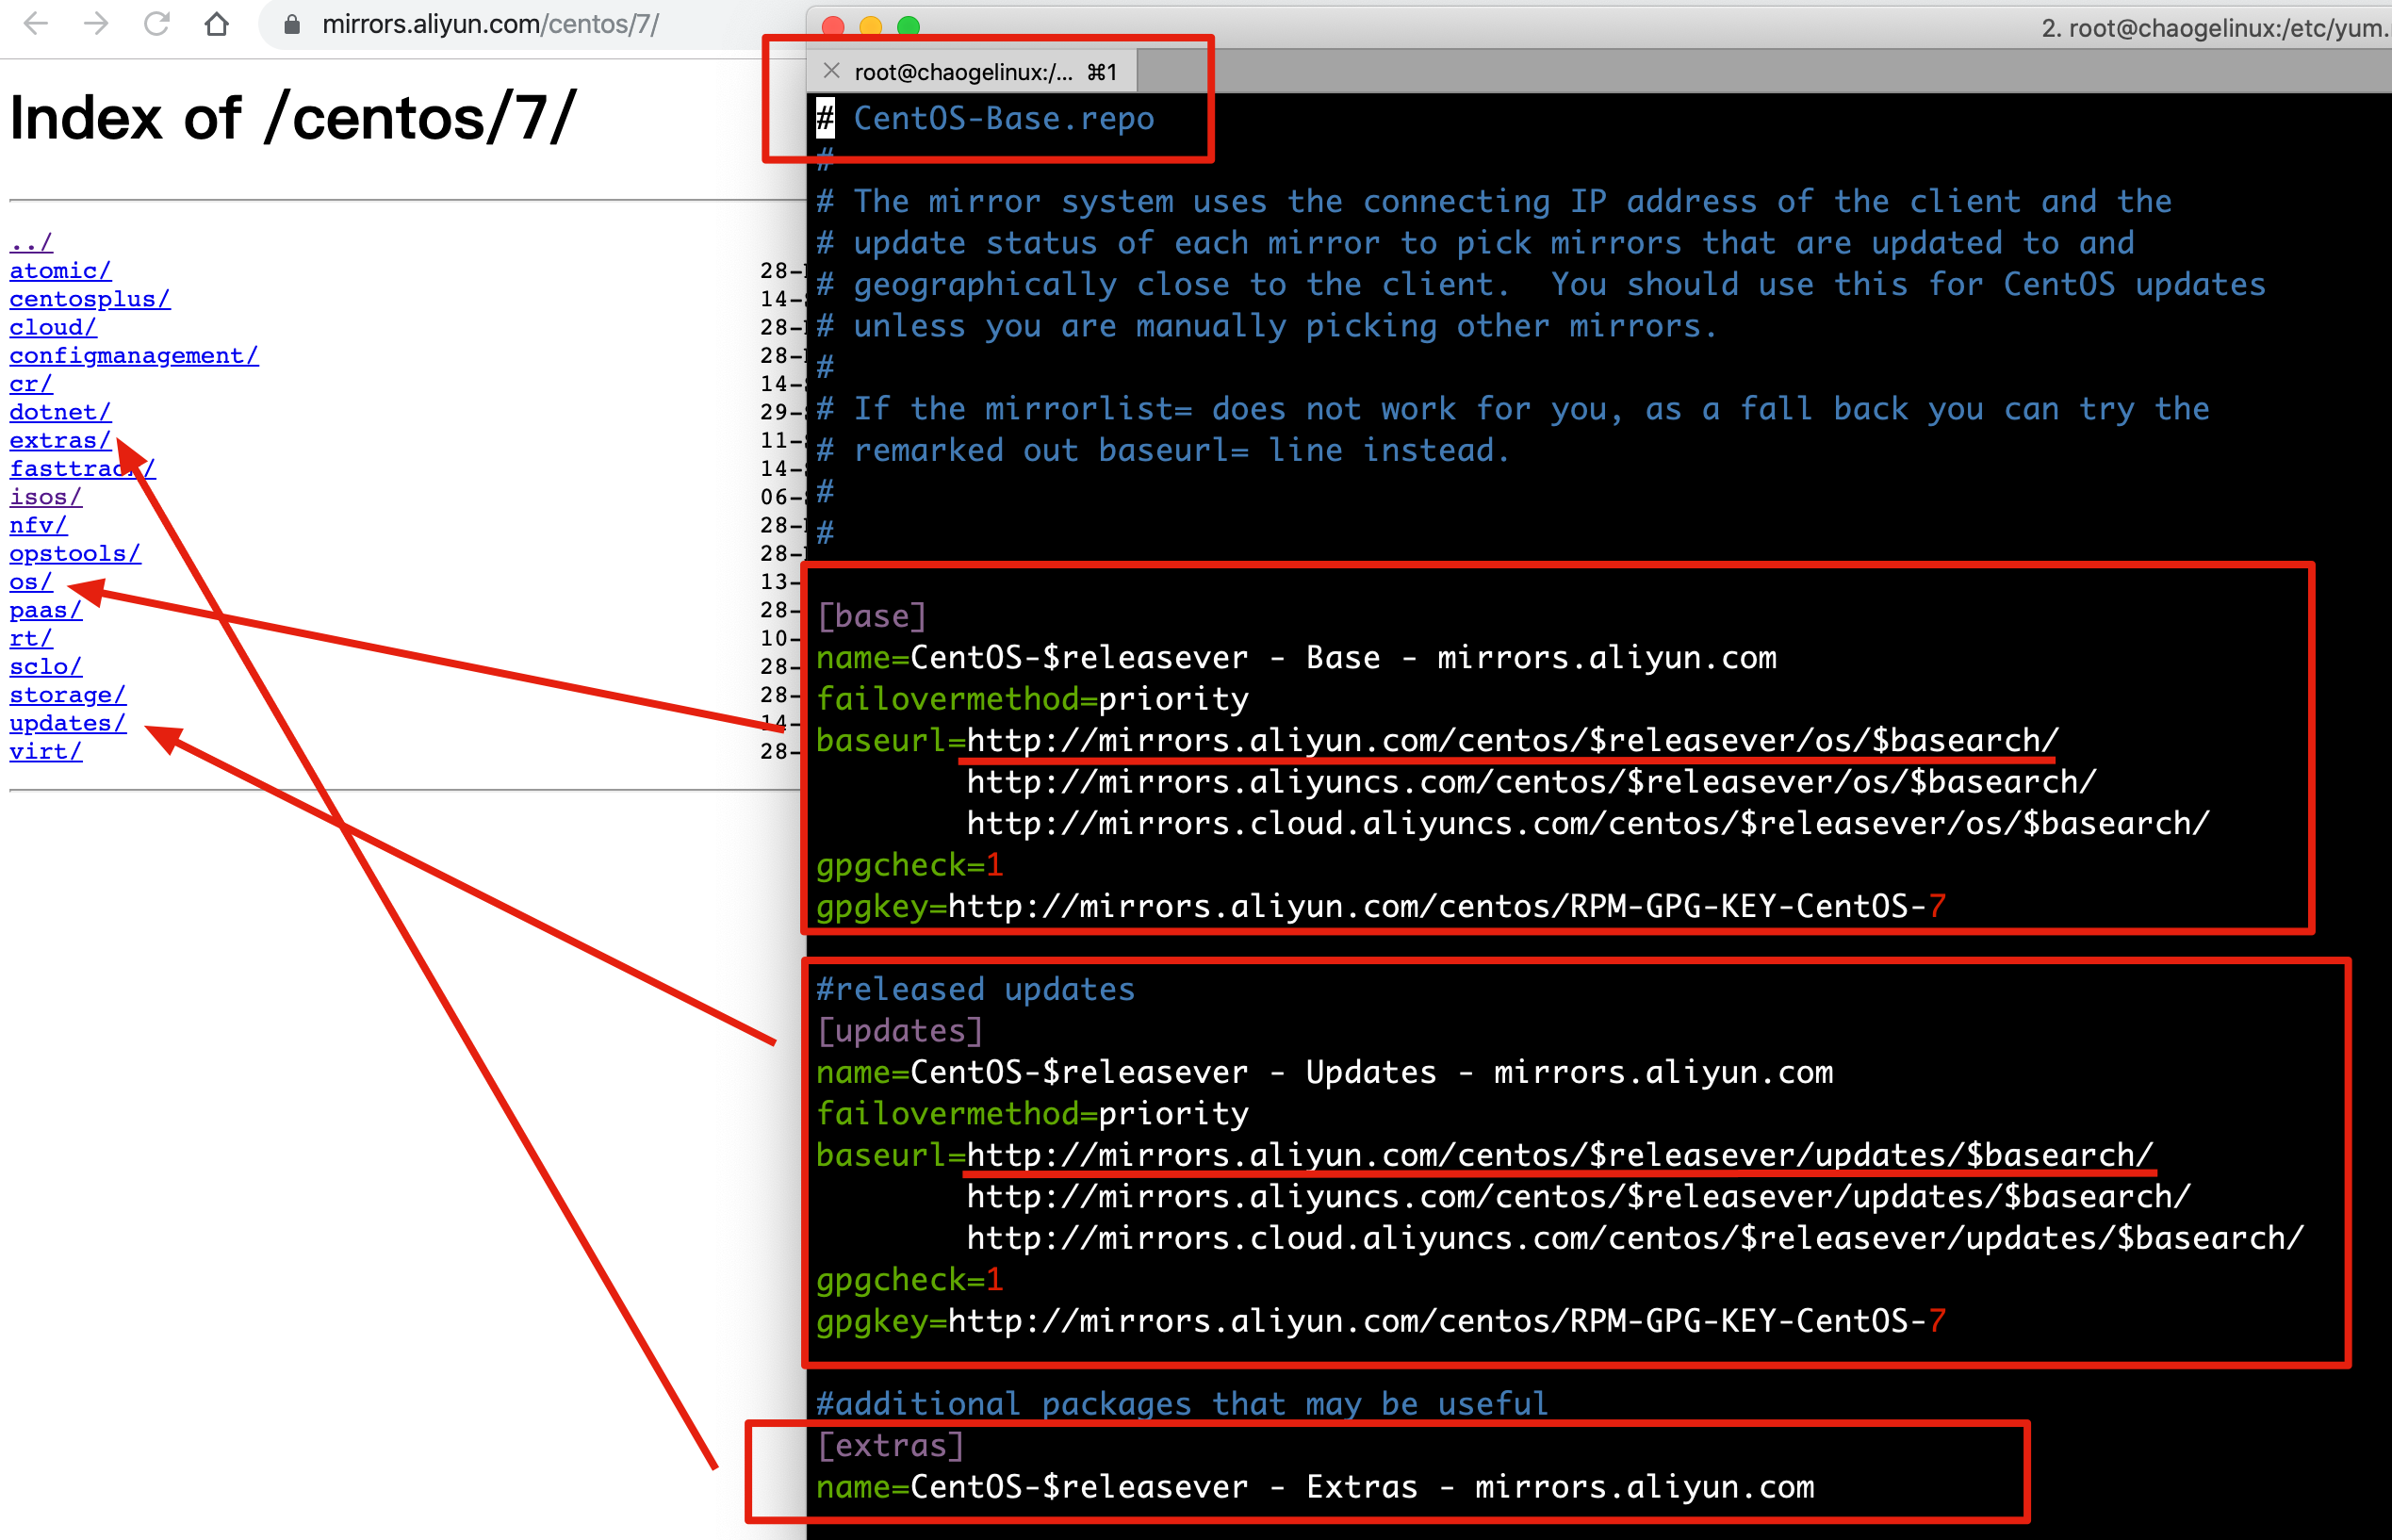 mirrors.aliyun.com/centos/7/
Index of /centos/7/
../
atomic/ 28-
centosplus/ 14-
cloud/ 28-
configmanagement/ 28-
cr/ 14-
dotnet/ 29-
extras/ 11-
fasttrack/ 14-
isos/ 06-
nfv/ 28-
opstools/ 28-
os/ 13-
paas/ 28-
rt/ 10-
sclo/ 28-
storage/ 28-
updates/ 14-
virt/ 28-
2. root@chaogelinux:/etc/yum.
root@chaogelinux:/... ⌘1
# CentOS-Base.repo
#
# The mirror system uses the connecting IP address of the client and the
# update status of each mirror to pick mirrors that are updated to and
# geographically close to the client.  You should use this for CentOS updates
# unless you are manually picking other mirrors.
#
# If the mirrorlist= does not work for you, as a fall back you can try the
# remarked out baseurl= line instead.
#
#
[base]
name=CentOS-$releasever - Base - mirrors.aliyun.com
failovermethod=priority
baseurl=http://mirrors.aliyun.com/centos/$releasever/os/$basearch/
http://mirrors.aliyuncs.com/centos/$releasever/os/$basearch/
http://mirrors.cloud.aliyuncs.com/centos/$releasever/os/$basearch/
gpgcheck=1
gpgkey=http://mirrors.aliyun.com/centos/RPM-GPG-KEY-CentOS-7
#released updates
[updates]
name=CentOS-$releasever - Updates - mirrors.aliyun.com
failovermethod=priority
baseurl=http://mirrors.aliyun.com/centos/$releasever/updates/$basearch/
http://mirrors.aliyuncs.com/centos/$releasever/updates/$basearch/
http://mirrors.cloud.aliyuncs.com/centos/$releasever/updates/$basearch/
gpgcheck=1
gpgkey=http://mirrors.aliyun.com/centos/RPM-GPG-KEY-CentOS-7
#additional packages that may be useful
[extras]
name=CentOS-$releasever - Extras - mirrors.aliyun.com